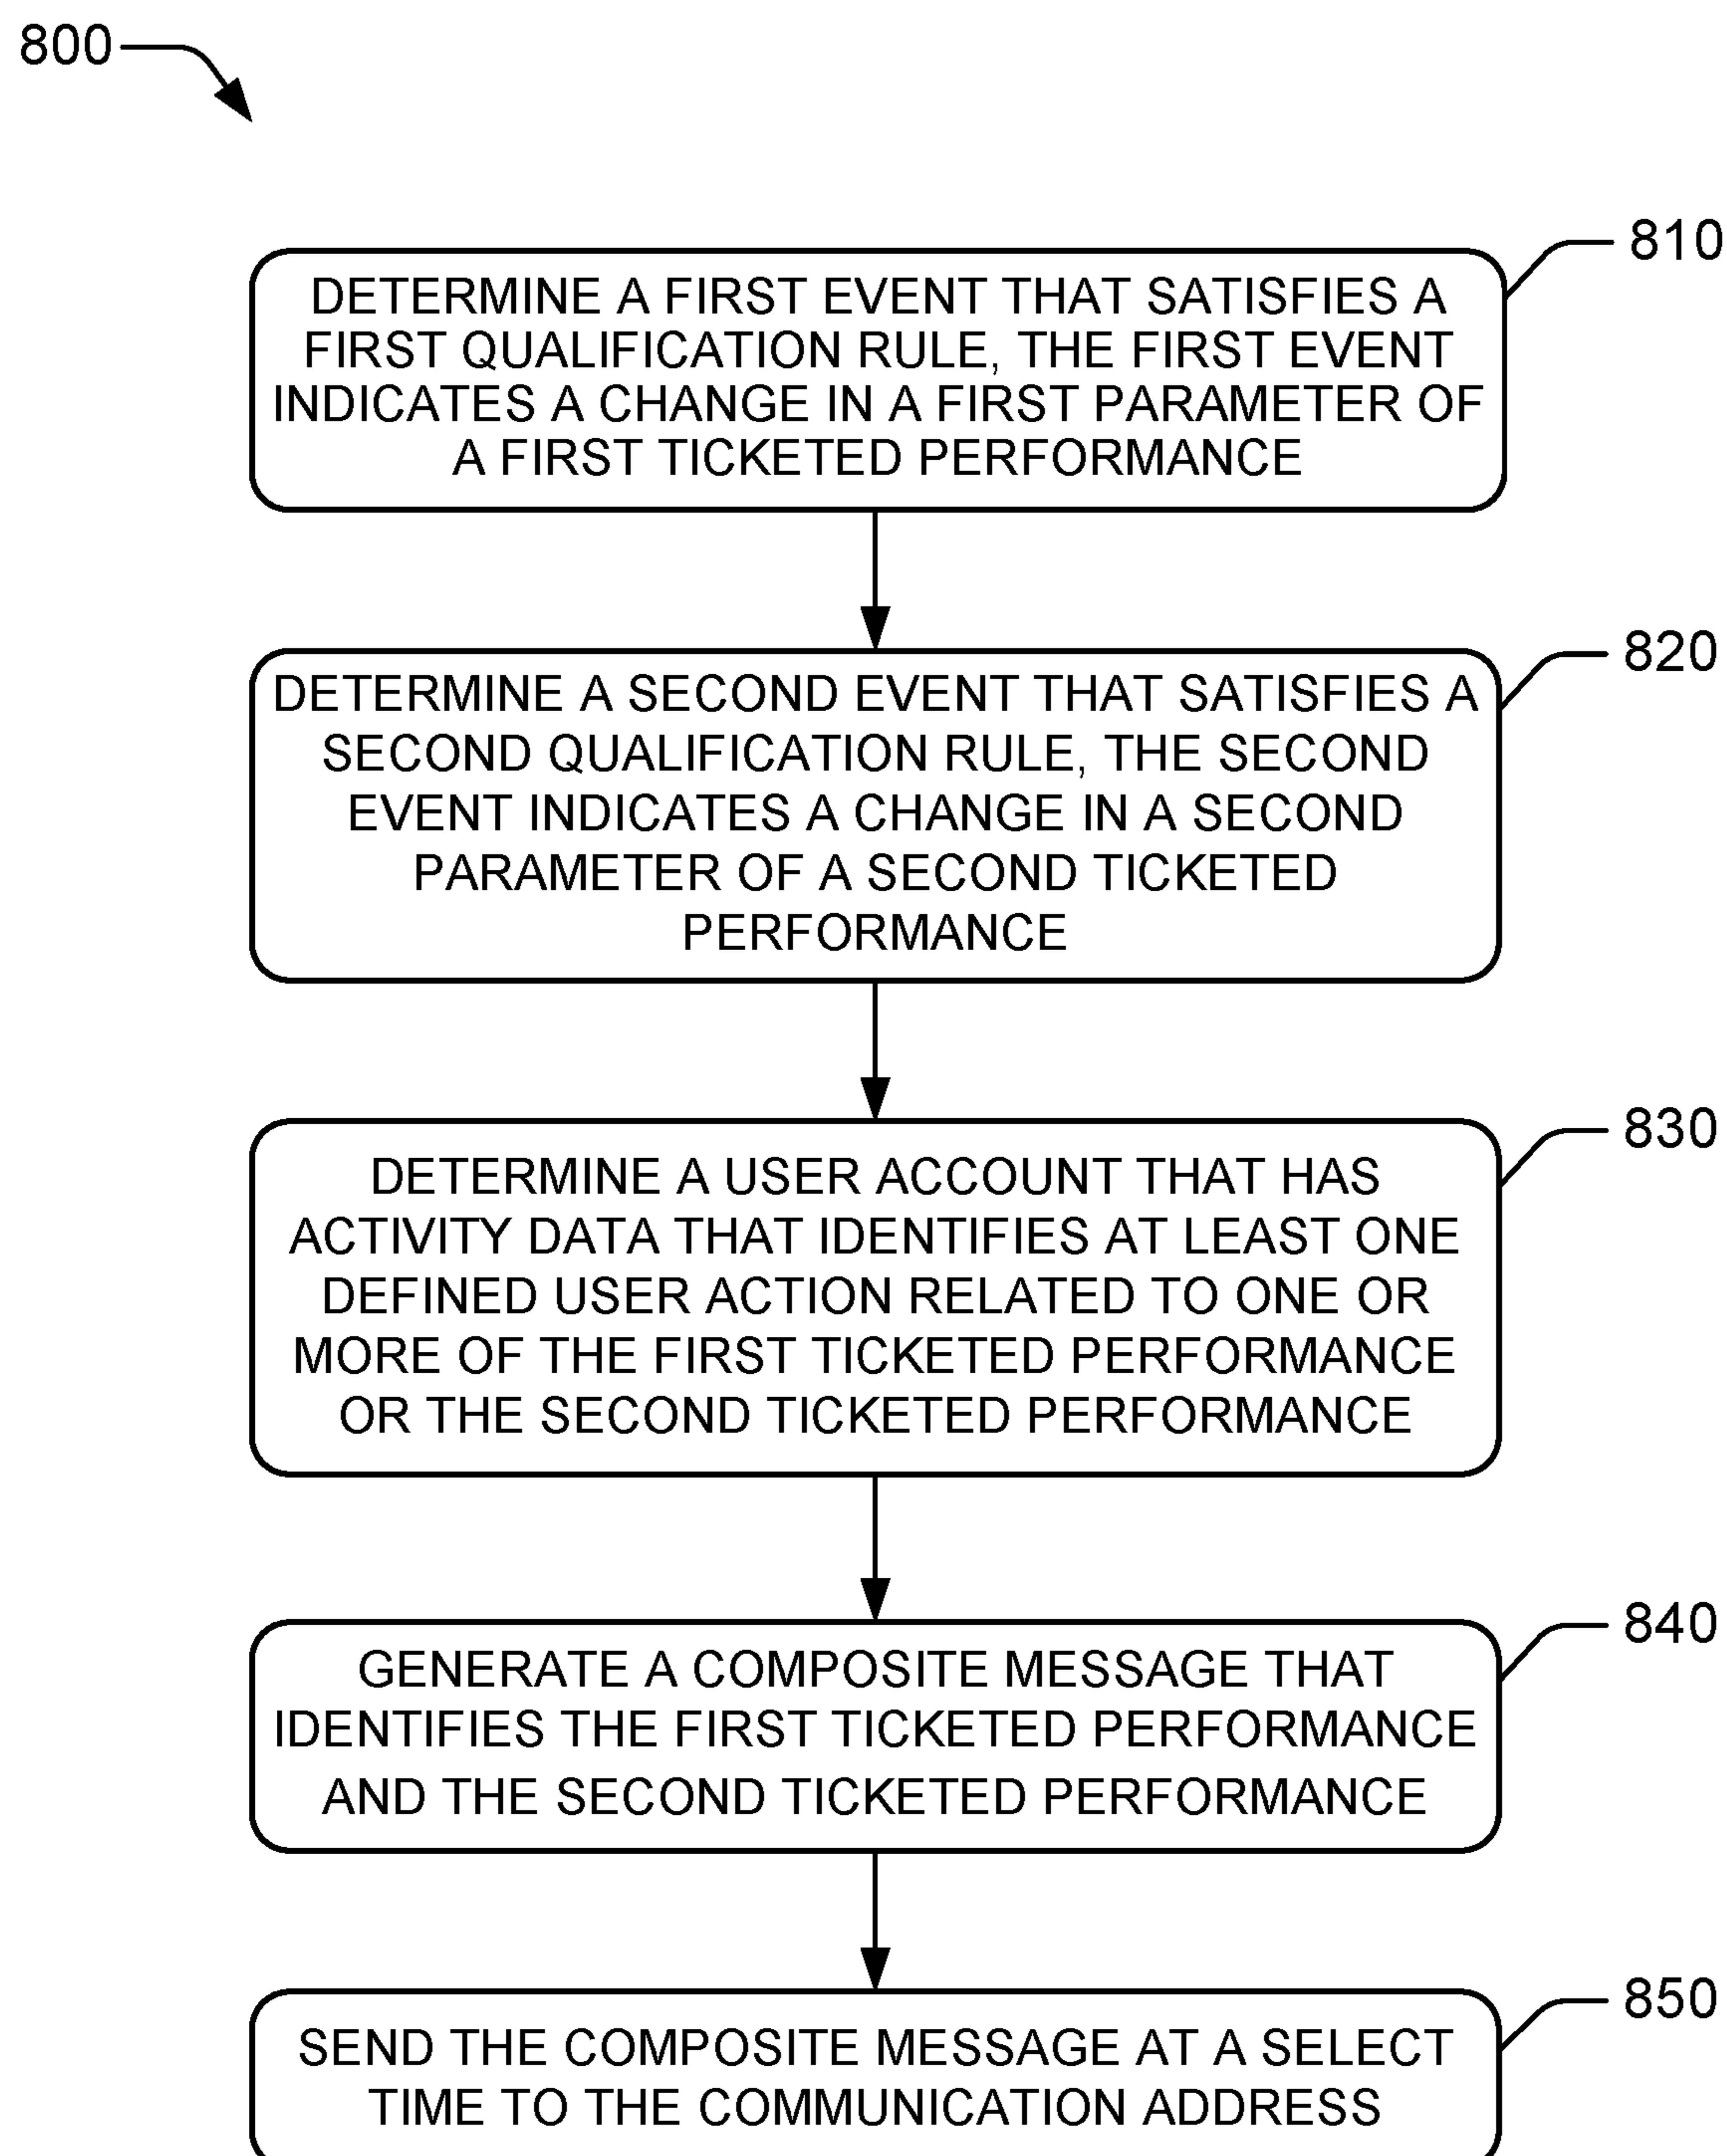 800
810
DETERMINE A FIRST EVENT THAT SATISFIES A
FIRST QUALIFICATION RULE, THE FIRST EVENT
INDICATES A CHANGE IN A FIRST PARAMETER OF
A FIRST TICKETED PERFORMANCE
820
DETERMINE A SECOND EVENT THAT SATISFIES A
SECOND QUALIFICATION RULE, THE SECOND
EVENT INDICATES A CHANGE IN A SECOND
PARAMETER OF A SECOND TICKETED
PERFORMANCE
830
DETERMINE A USER ACCOUNT THAT HAS
ACTIVITY DATA THAT IDENTIFIES AT LEAST ONE
DEFINED USER ACTION RELATED TO ONE OR
MORE OF THE FIRST TICKETED PERFORMANCE
OR THE SECOND TICKETED PERFORMANCE
840
GENERATE A COMPOSITE MESSAGE THAT
IDENTIFIES THE FIRST TICKETED PERFORMANCE
AND THE SECOND TICKETED PERFORMANCE
850
SEND THE COMPOSITE MESSAGE AT A SELECT
TIME TO THE COMMUNICATION ADDRESS